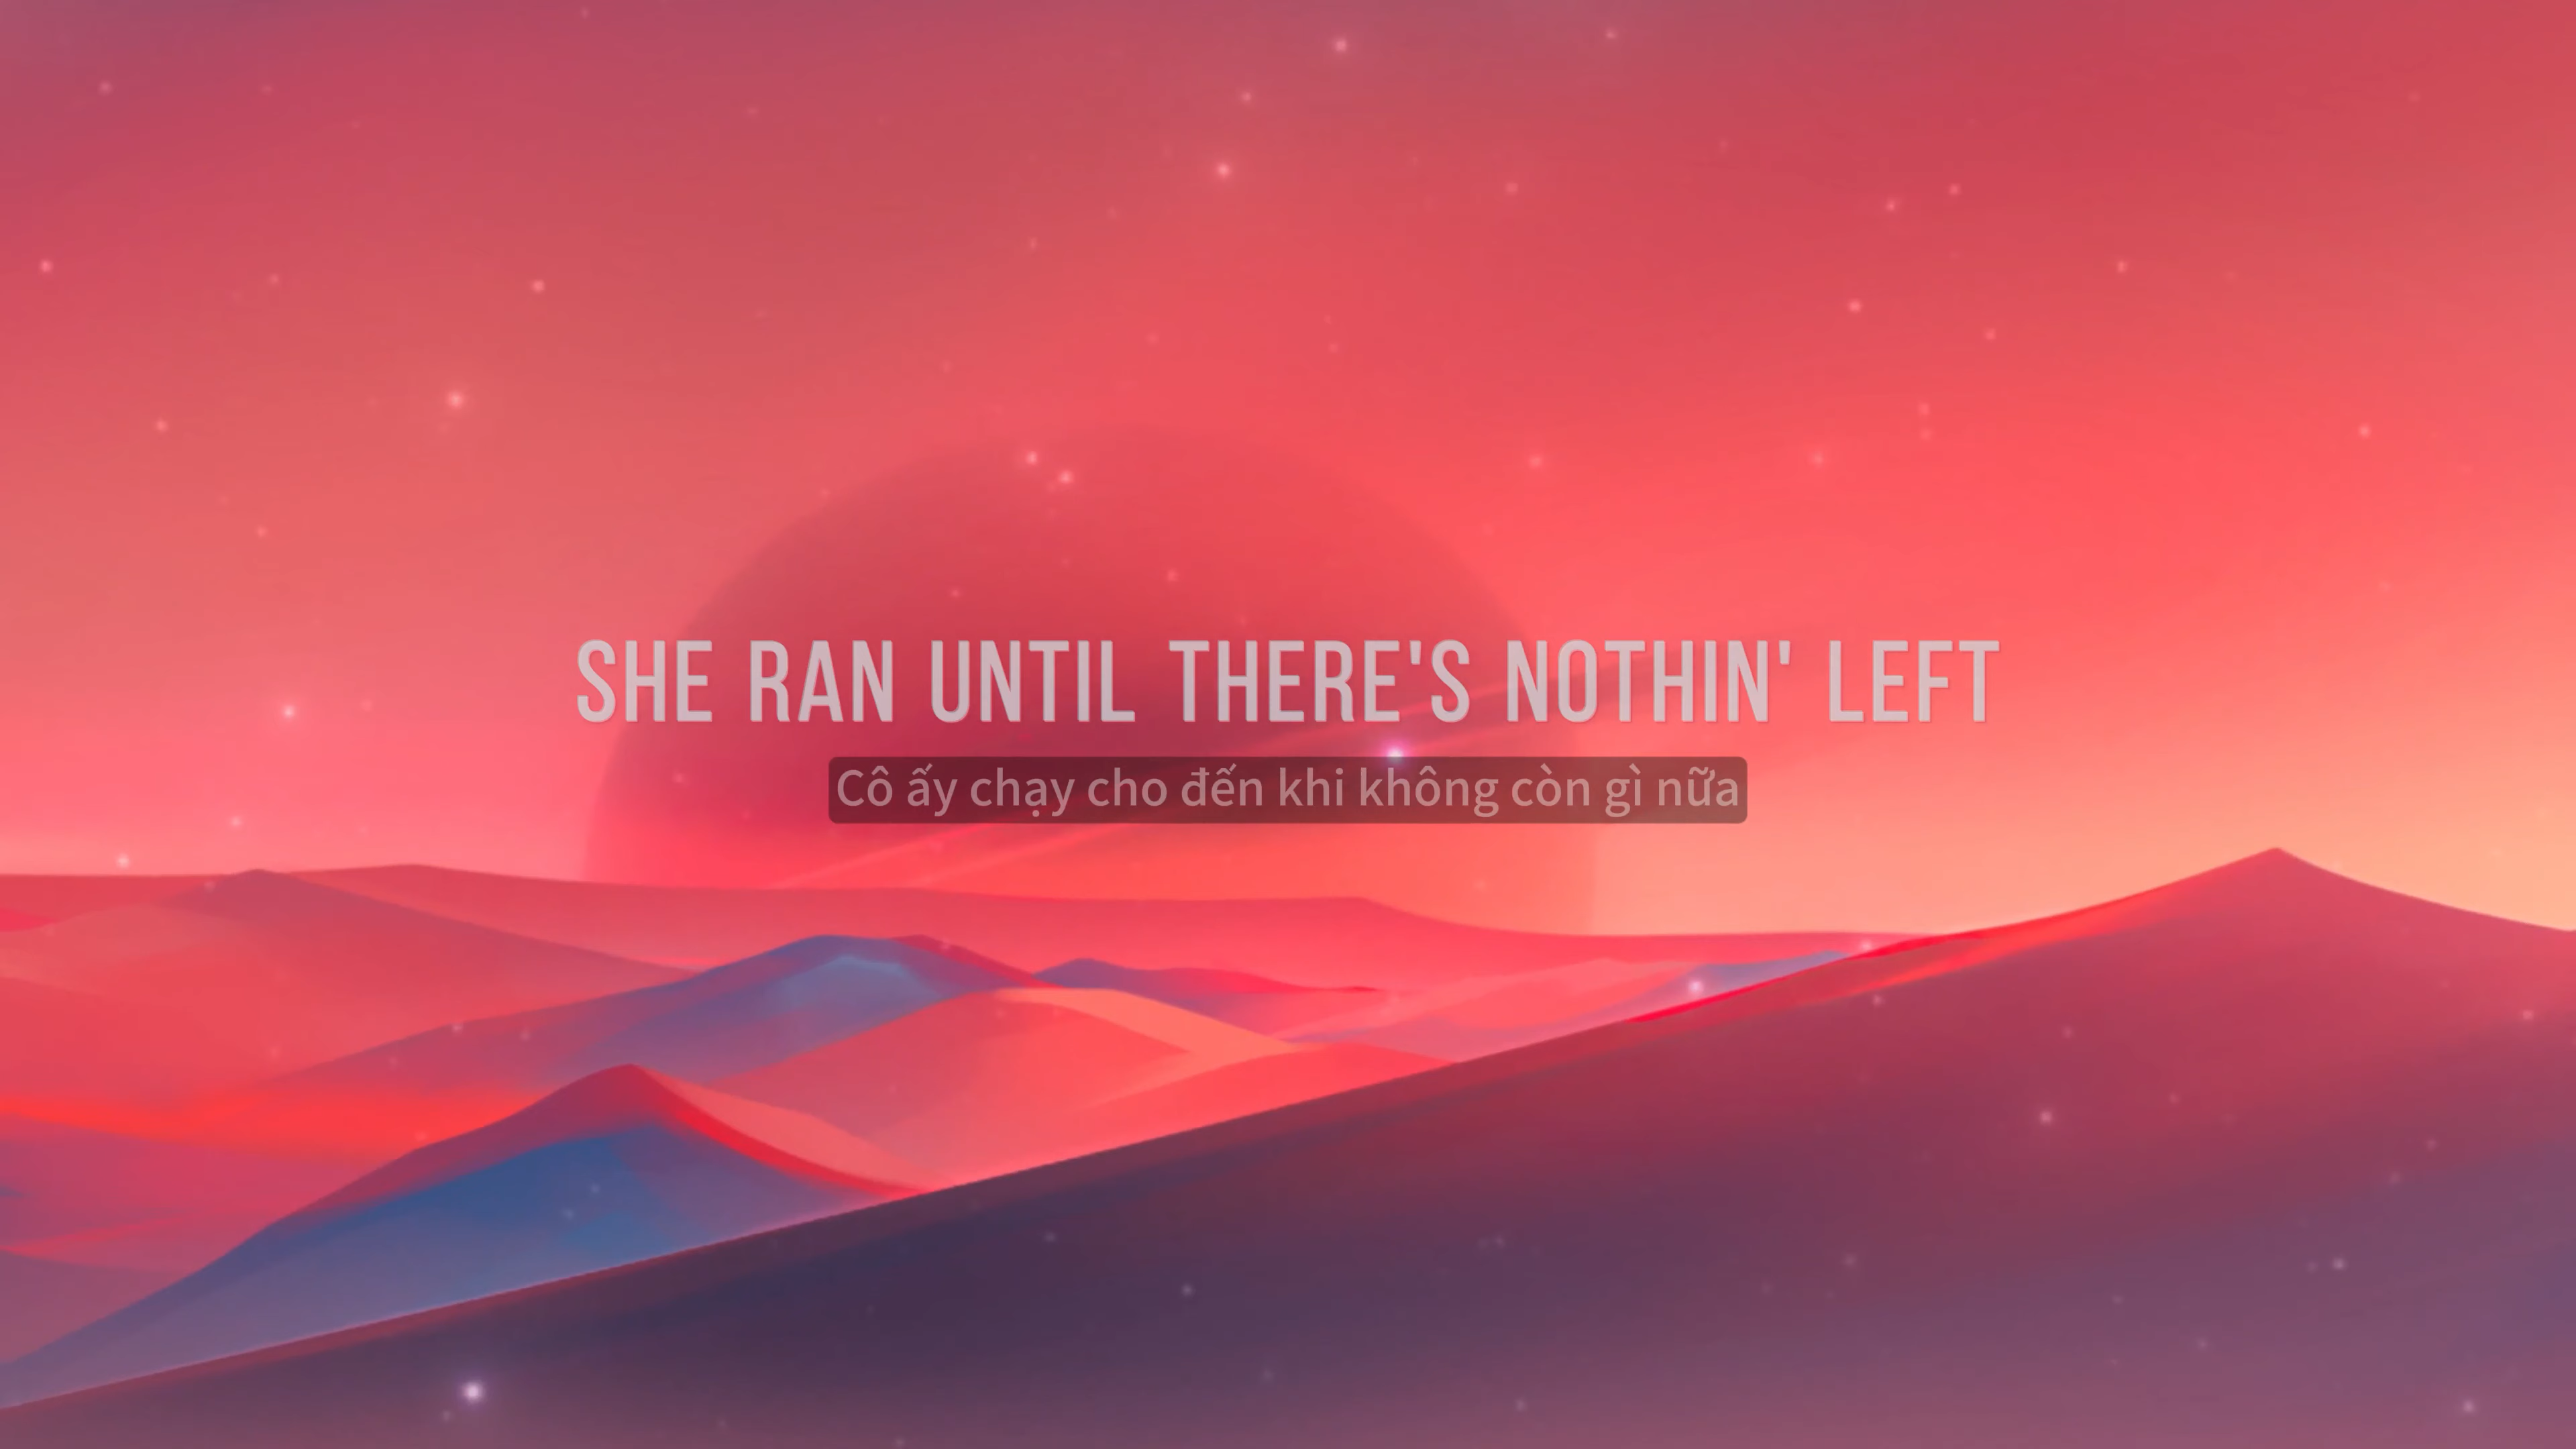 SHE RAN UNTIL THERE'S NOTHIN' LEFT
Cô ấy chạy cho đến khi không còn gì nữa